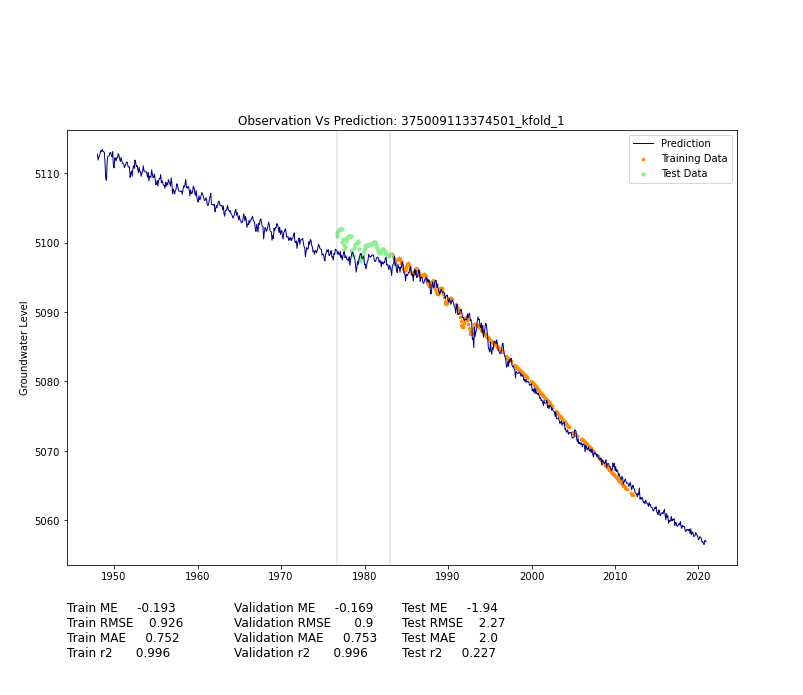 Observation Vs Prediction: 375009113374501_kfold_1
Prediction
Training Data
Test Data
Groundwater Level
5110
5100
5090
5080
5070
5060
1950 1960 1970 1980 1990 2000 2010 2020
Train ME -0.193 Validation ME -0.169 Test ME -1.94
Train RMSE 0.926 Validation RMSE 0.9 Test RMSE 2.27
Train MAE 0.752 Validation MAE 0.753 Test MAE 2.0
Train r2 0.996 Validation r2 0.996 Test r2 0.227